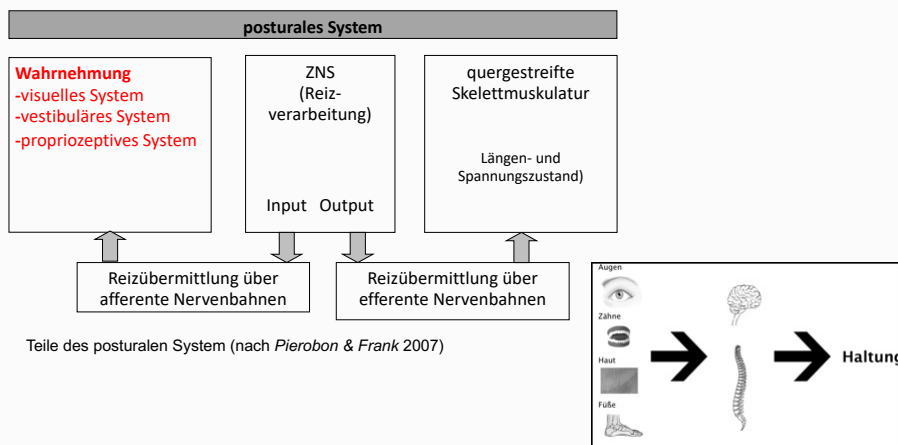 posturales System
Wahrnehmung
-visuelles System
-vestibuläres System
-propriozeptives System
ZNS
(Reiz-
verarbeitung)
Input Output
quergestreifte
Skelettmuskulatur
Längen- und
Spannungszustand)
Reizübermittlung über
afferente Nervenbahnen
Reizübermittlung über
efferente Nervenbahnen
Teile des posturalen System (nach Pierobon & Frank 2007)
Augen
Zähne
Haut
Füße
Haltung